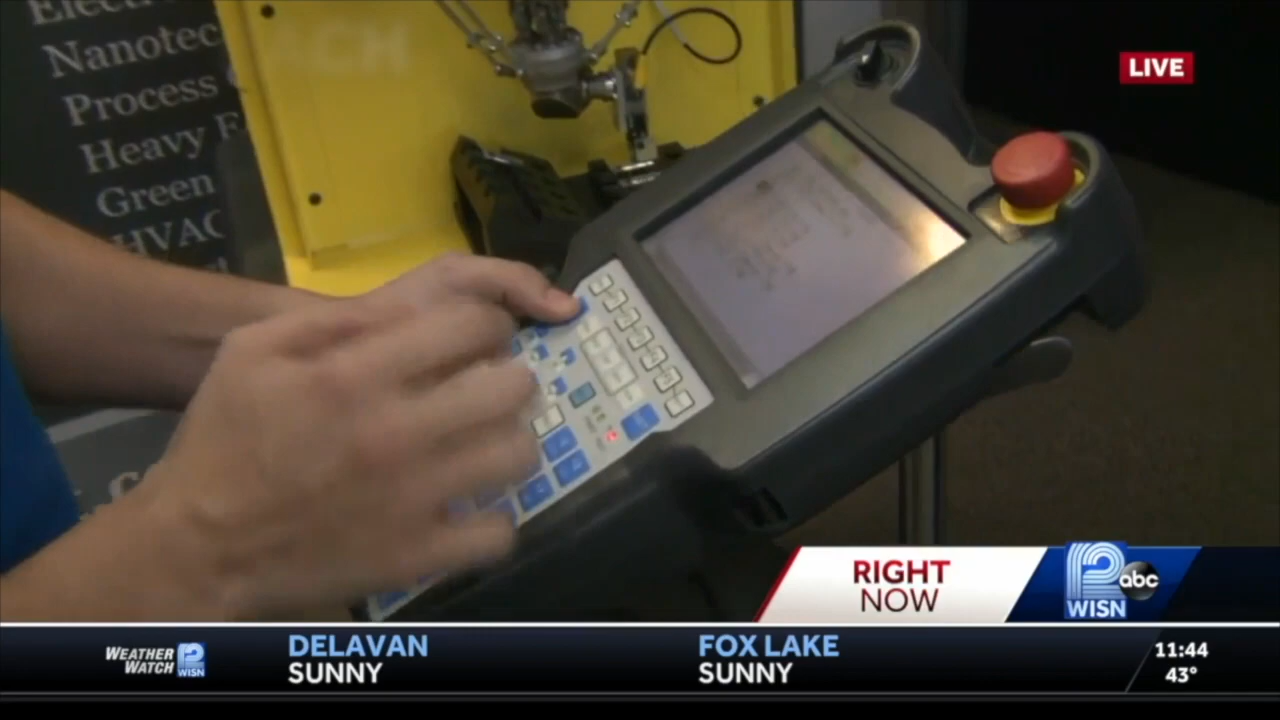 Nanotec
Process
Heavy E
Green
HVAC
LIVE
RIGHT
NOW
12 abc
WISN
WEATHER
WATCH 12
WISN
DELAVAN
SUNNY
FOX LAKE
SUNNY
11:44
43°